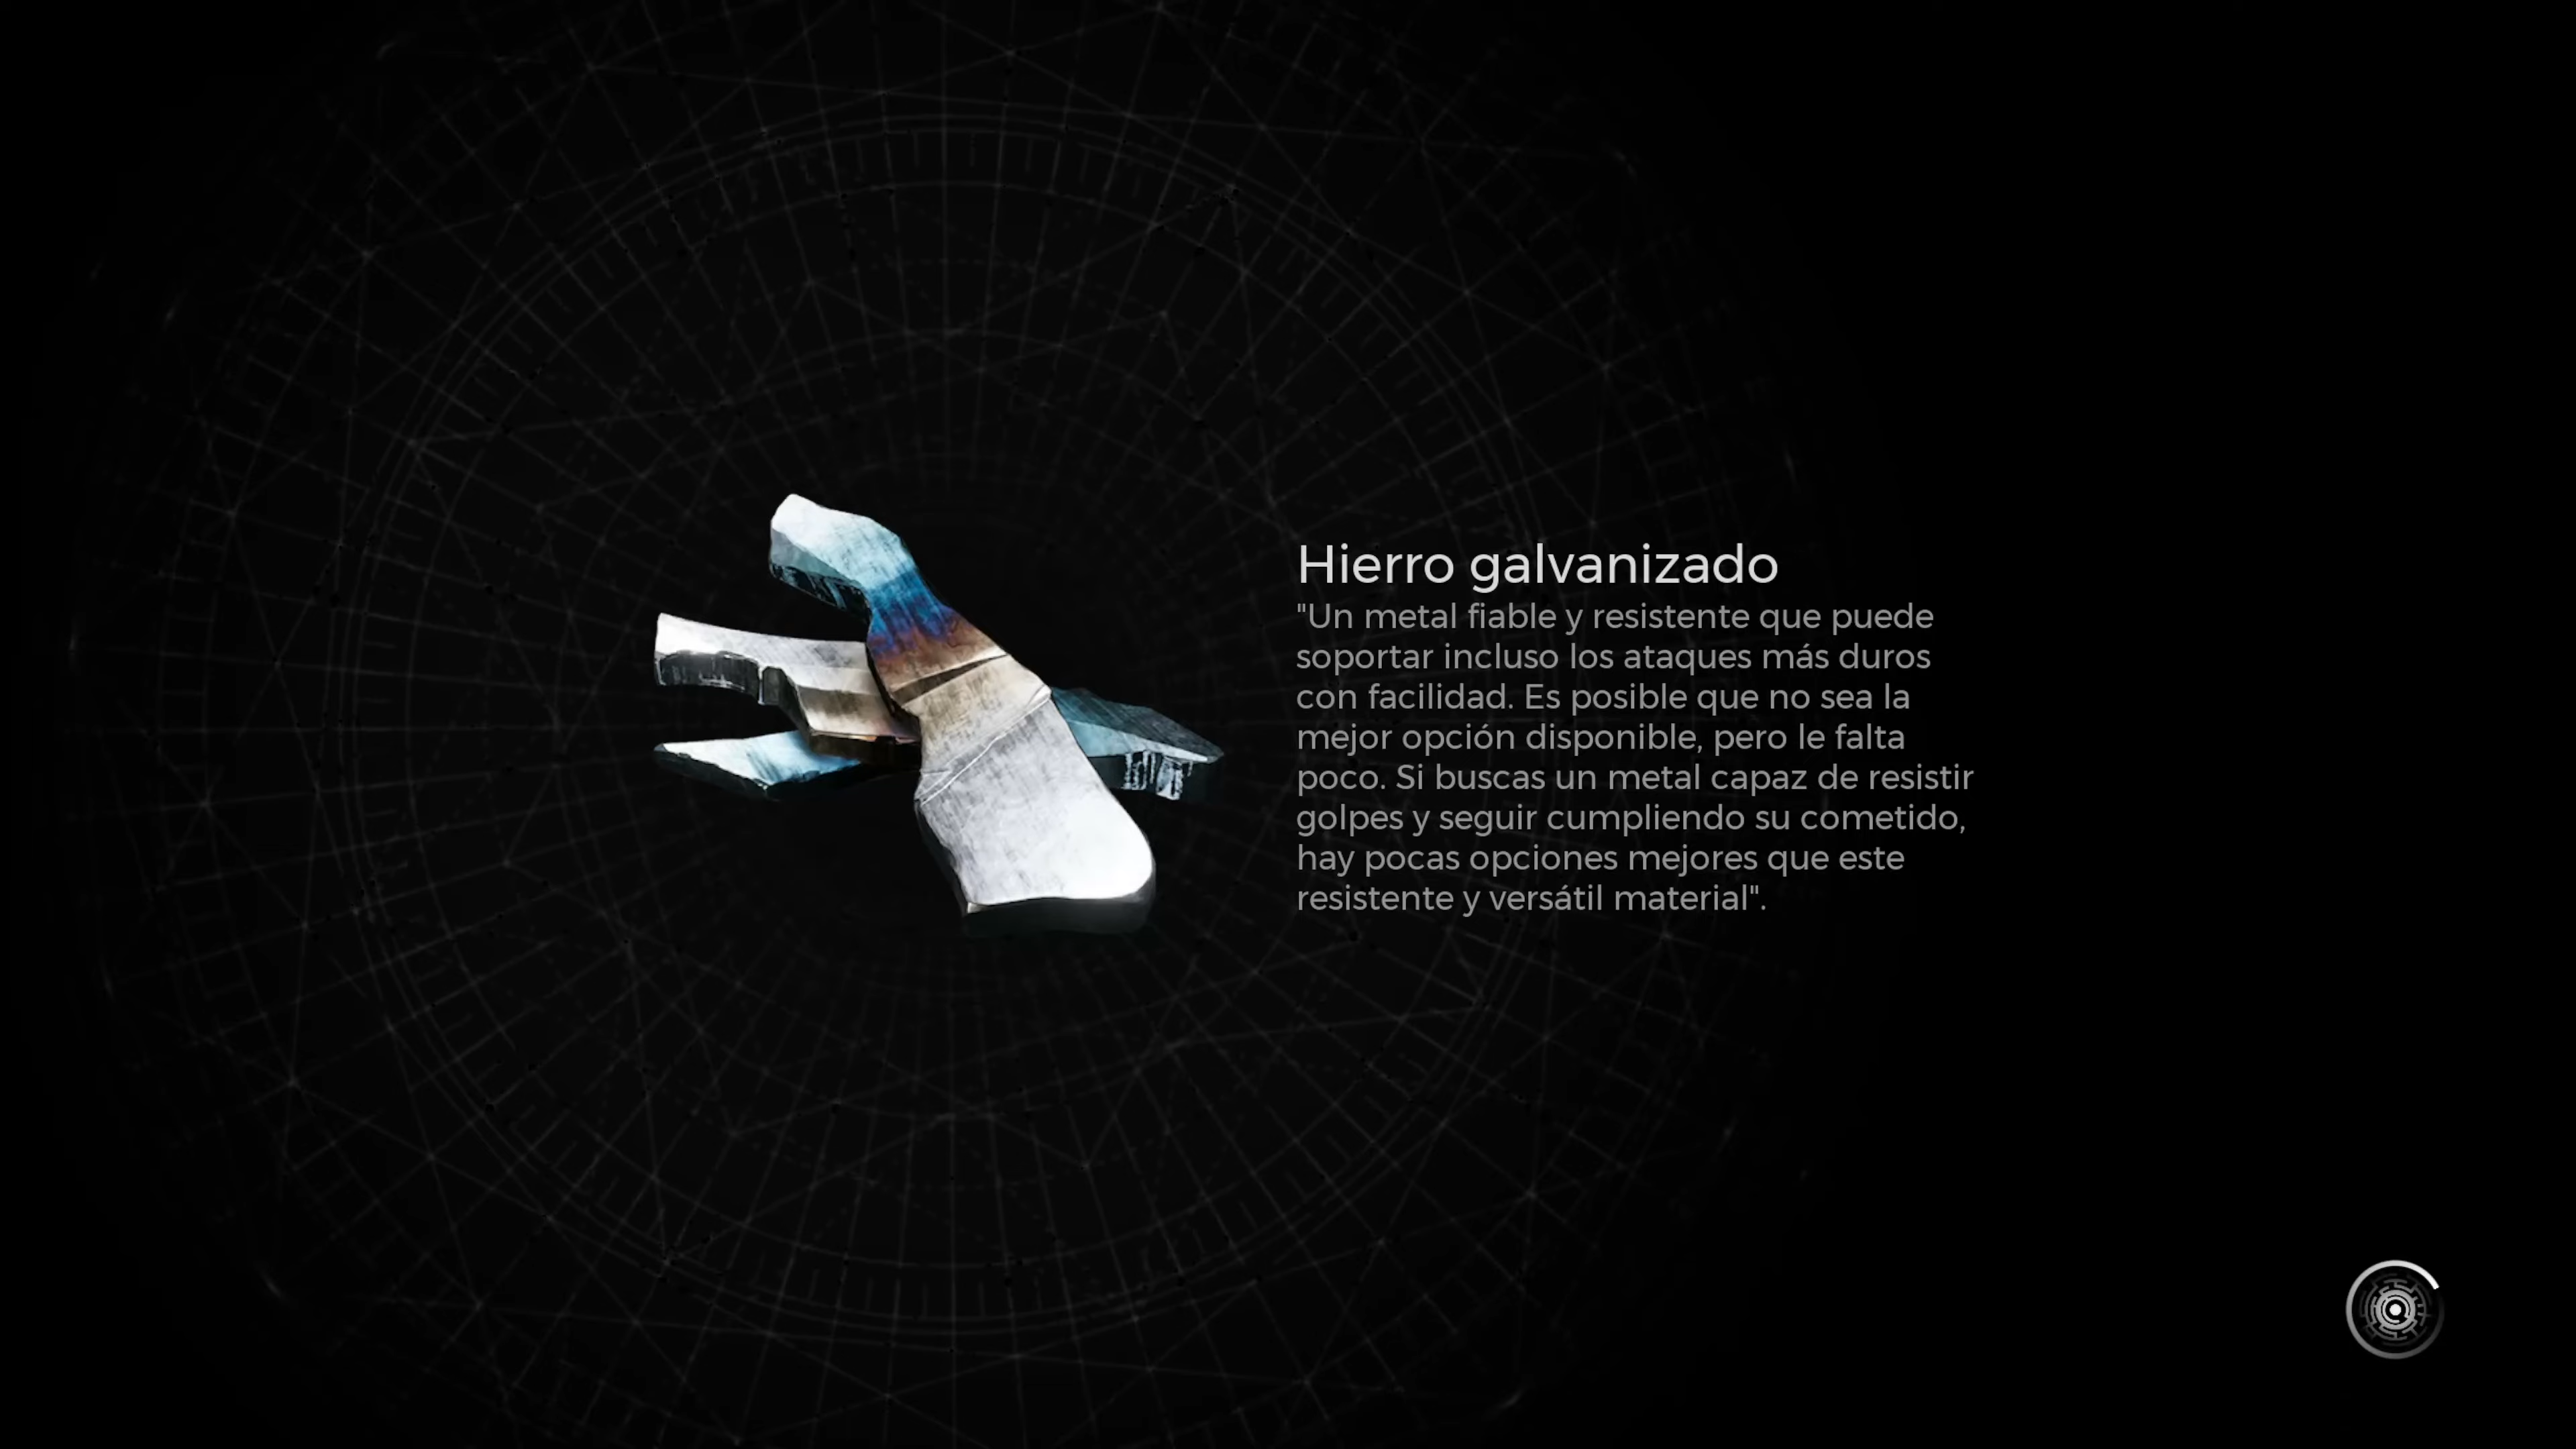 Hierro galvanizado
"Un metal fiable y resistente que puede
soportar incluso los ataques más duros
con facilidad. Es posible que no sea la
mejor opción disponible, pero le falta
poco. Si buscas un metal capaz de resistir
golpes y seguir cumpliendo su cometido,
hay pocas opciones mejores que este
resistente y versátil material".